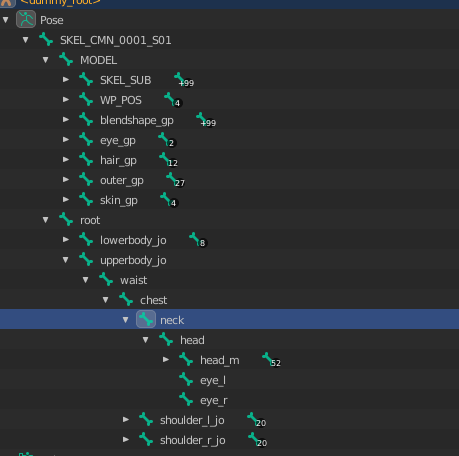 <dummy_root>
Pose
SKEL_CMN_0001_S01
MODEL
SKEL_SUB +99
WP_POS 4
blendshape_gp +99
eye_gp 2
hair_gp 12
outer_gp 27
skin_gp 4
root
lowerbody_jo 8
upperbody_jo
waist
chest
neck
head
head_m 52
eye_l
eye_r
shoulder_l_jo 20
shoulder_r_jo 20